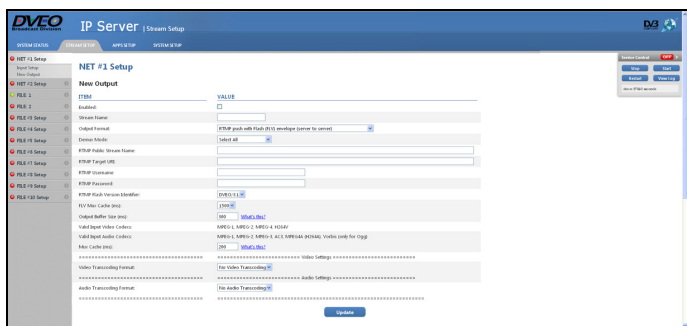 DVEO
Broadcast Division
IP Server | Stream Setup
DVB
SYSTEM STATUS
STREAM SETUP
APPS SETUP
SYSTEM SETUP
NET #1 Setup
Input Setup
New Output
NET #2 Setup
FILE 1
FILE 2
FILE #3 Setup
FILE #4 Setup
FILE #5 Setup
FILE #6 Setup
FILE #7 Setup
FILE #8 Setup
FILE #9 Setup
FILE #10 Setup
NET #1 Setup
New Output
ITEM VALUE
Enabled:
Stream Name:
Output Format: RTMP push with Flash (FLV) envelope (server to server)
Demux Mode: Select All
RTMP Public Stream Name:
RTMP Target URI:
RTMP Username:
RTMP Password:
RTMP Flash Version Identifier: DVEO/X1
FLV Max Cache (ms): 1500
Output Buffer Size (ms): 500 What's this?
Valid Input Video Codecs: MPEG-1, MPEG-2, MPEG-4, H264V
Valid Input Audio Codecs: MPEG-1, MPEG-2, MPEG-4, AC3, MPEG4A (H264A), Vorbis (only for Ogg)
Mux Cache (ms): 200 What's this?
Video Settings
Video Transcoding Format: No Video Transcoding
Audio Settings
Audio Transcoding Format: No Audio Transcoding
Update
Server Control OFF
Stop Start
Restart View Log